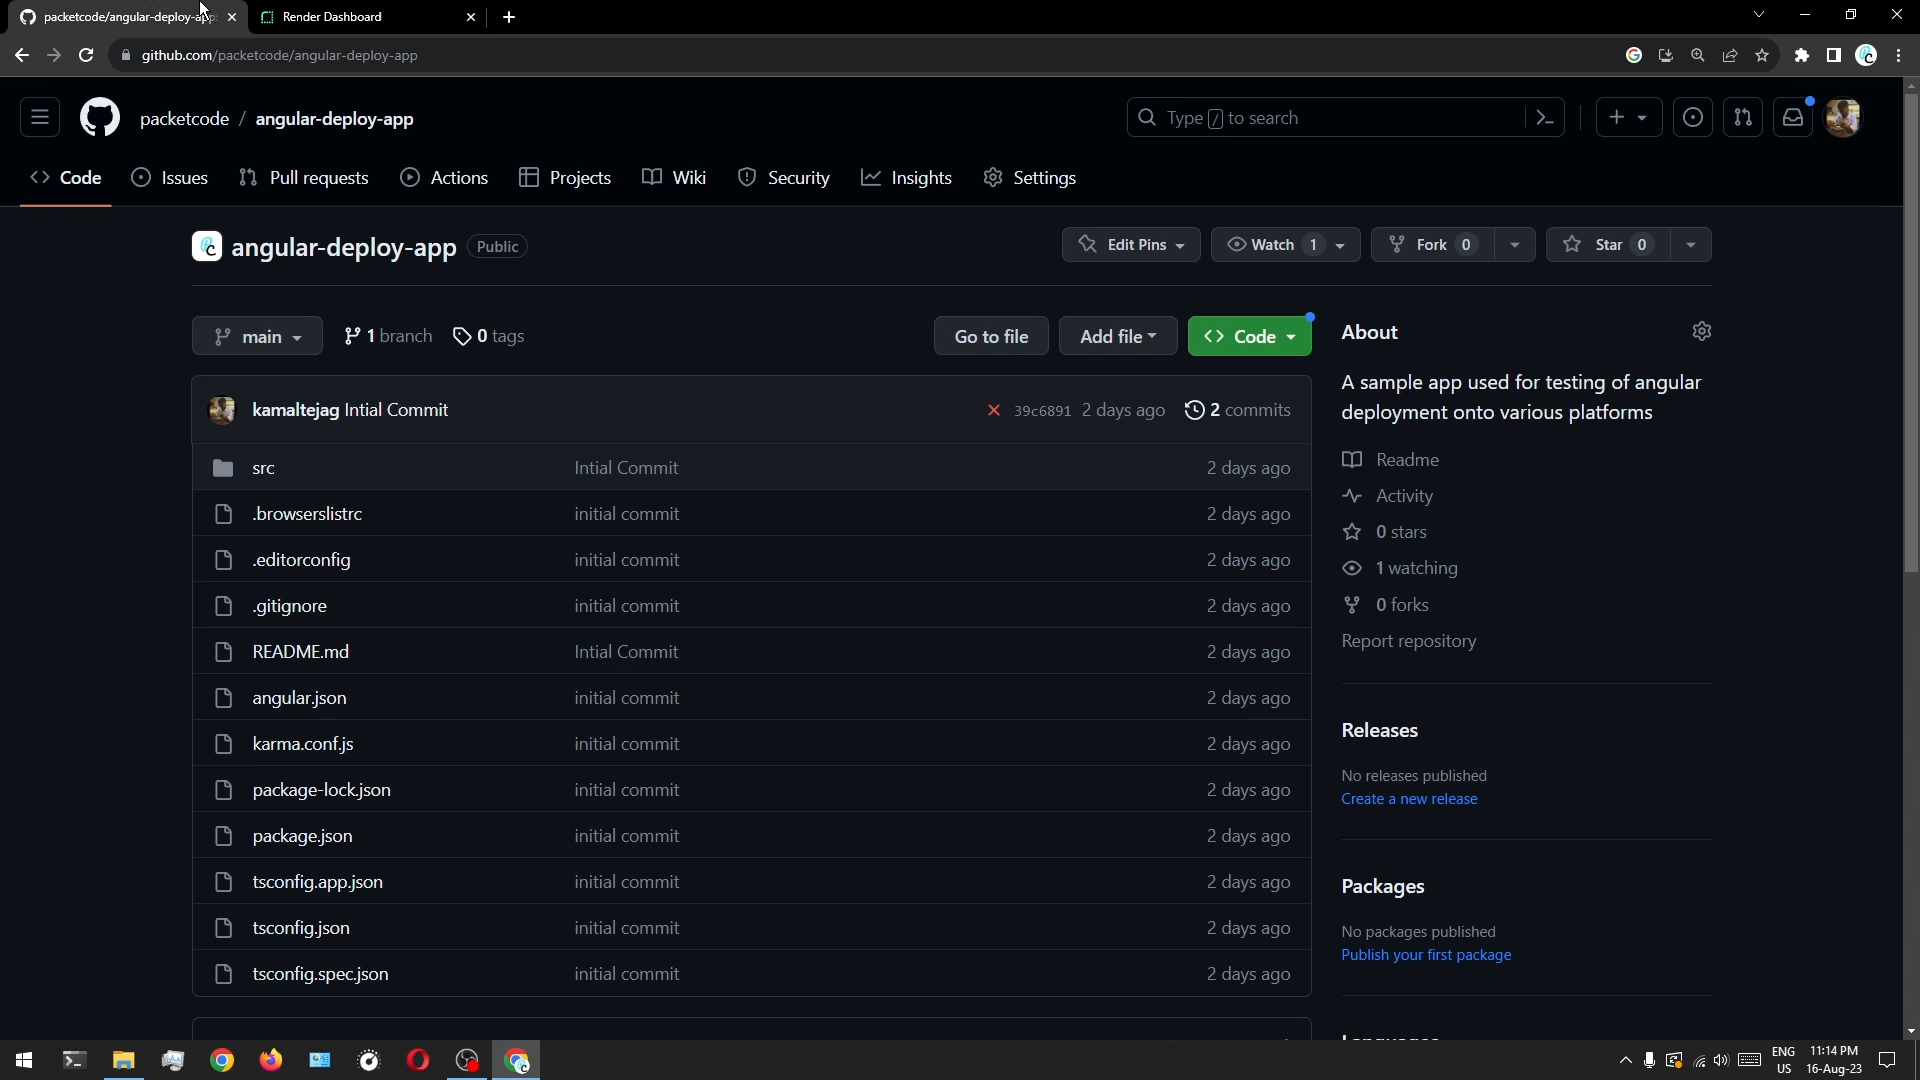 packetcode/angular-deploy-app
Render Dashboard
github.com/packetcode/angular-deploy-app
packetcode / angular-deploy-app
Type / to search
Code
Issues
Pull requests
Actions
Projects
Wiki
Security
Insights
Settings
angular-deploy-app Public
Edit Pins
Watch 1
Fork 0
Star 0
main
1 branch
0 tags
Go to file
Add file
Code
kamaltejag Intial Commit
39c6891 2 days ago
2 commits
src Intial Commit 2 days ago
.browserslistrc initial commit 2 days ago
.editorconfig initial commit 2 days ago
.gitignore initial commit 2 days ago
README.md Intial Commit 2 days ago
angular.json initial commit 2 days ago
karma.conf.js initial commit 2 days ago
package-lock.json initial commit 2 days ago
package.json initial commit 2 days ago
tsconfig.app.json initial commit 2 days ago
tsconfig.json initial commit 2 days ago
tsconfig.spec.json initial commit 2 days ago
About
A sample app used for testing of angular
deployment onto various platforms
Readme
Activity
0 stars
1 watching
0 forks
Report repository
Releases
No releases published
Create a new release
Packages
No packages published
Publish your first package
ENG
US
11:14 PM
16-Aug-23